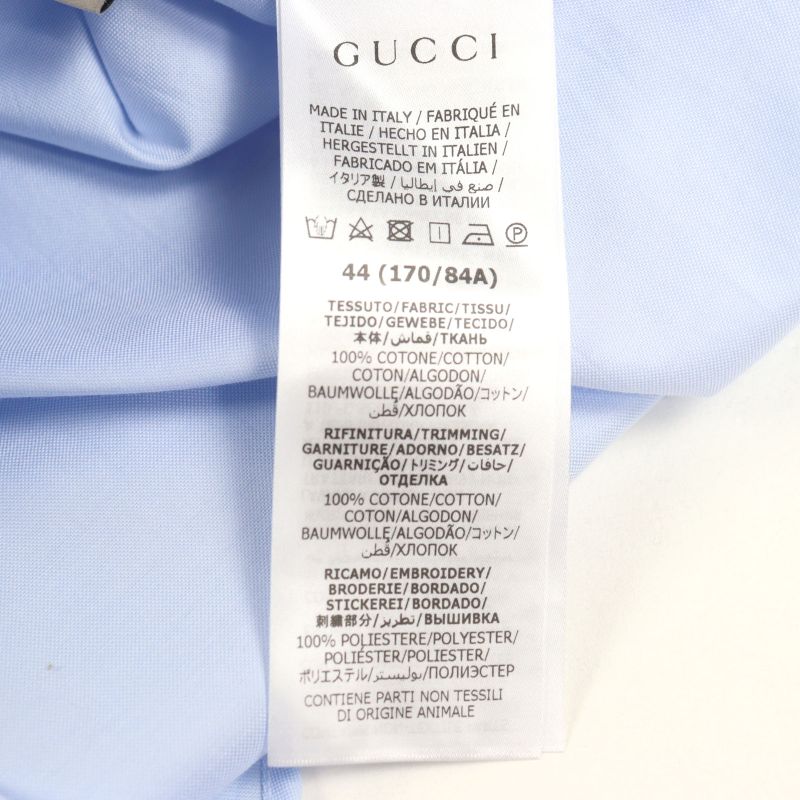 GUCCI
MADE IN ITALY / FABRIQUÉ EN
ITALIE / HECHO EN ITALIA /
HERGESTELLT IN ITALIEN /
FABRICADO EM ITÁLIA /
イタリア製 / صنع في إيطاليا /
СДЕЛАНО В ИТАЛИИ
P
44 (170/84A)
TESSUTO/FABRIC/TISSU/
TEJIDO/GEWEBE/TECIDO/
本体/قماش/ТКАНЬ
100% COTONE/COTTON/
COTON/ALGODON/
BAUMWOLLE/ALGODÃO/コットン/
قُطن/ХЛОПОК
RIFINITURA/TRIMMING/
GARNITURE/ADORNO/BESATZ/
GUARNIÇÃO/トリミング/حافات/
ОТДЕЛКА
100% COTONE/COTTON/
COTON/ALGODON/
BAUMWOLLE/ALGODÃO/コットン/
قُطن/ХЛОПОК
RICAMO/EMBROIDERY/
BRODERIE/BORDADO/
STICKEREI/BORDADO/
刺繍部分/تطريز/ВЫШИВКА
100% POLIESTERE/POLYESTER/
POLIÉSTER/POLIESTER/
ポリエステル/بوليستر/ПОЛИЭСТЕР
CONTIENE PARTI NON TESSILI
DI ORIGINE ANIMALE